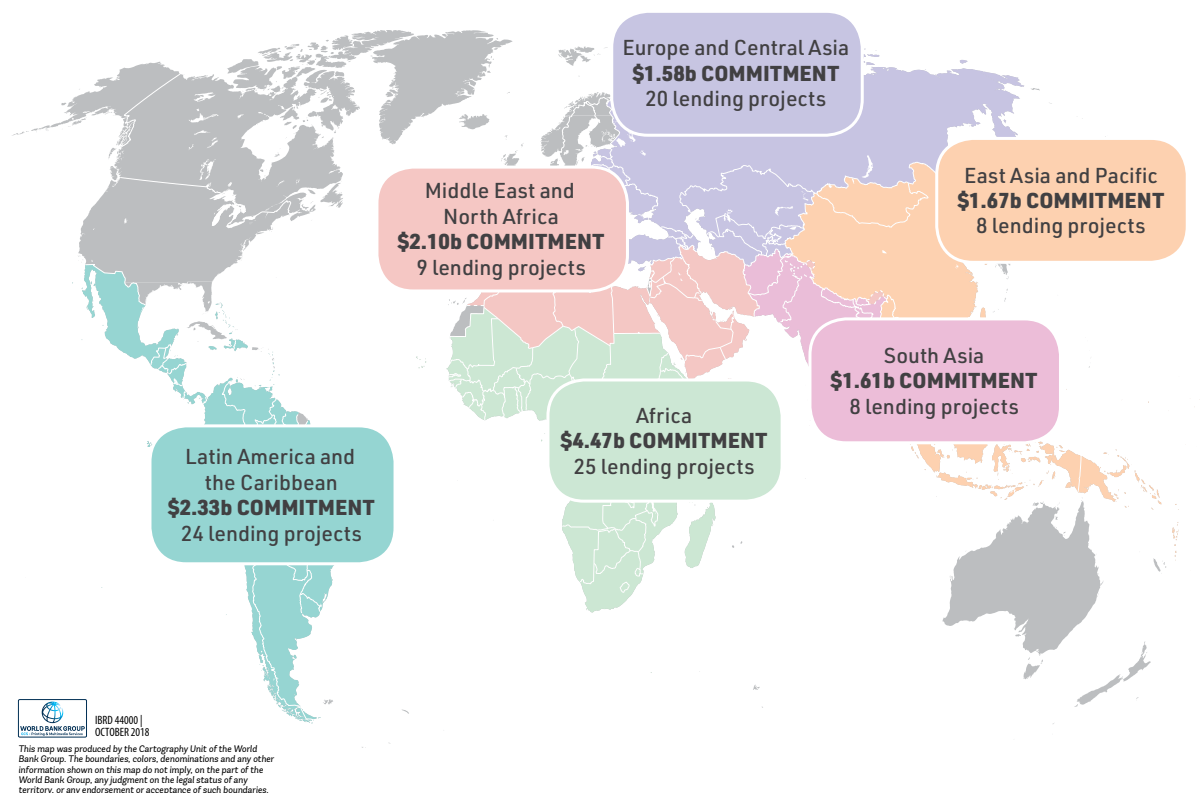 Europe and Central Asia
$1.58b COMMITMENT
20 lending projects
East Asia and Pacific
$1.67b COMMITMENT
8 lending projects
Middle East and
North Africa
$2.10b COMMITMENT
9 lending projects
South Asia
$1.61b COMMITMENT
8 lending projects
Africa
$4.47b COMMITMENT
25 lending projects
Latin America and
the Caribbean
$2.33b COMMITMENT
24 lending projects
WORLD BANK GROUP
Printing & Multimedia Services
IBRD 44000 |
OCTOBER 2018
This map was produced by the Cartography Unit of the World
Bank Group. The boundaries, colors, denominations and any other
information shown on this map do not imply, on the part of the
World Bank Group, any judgment on the legal status of any
territory, or any endorsement or acceptance of such boundaries.